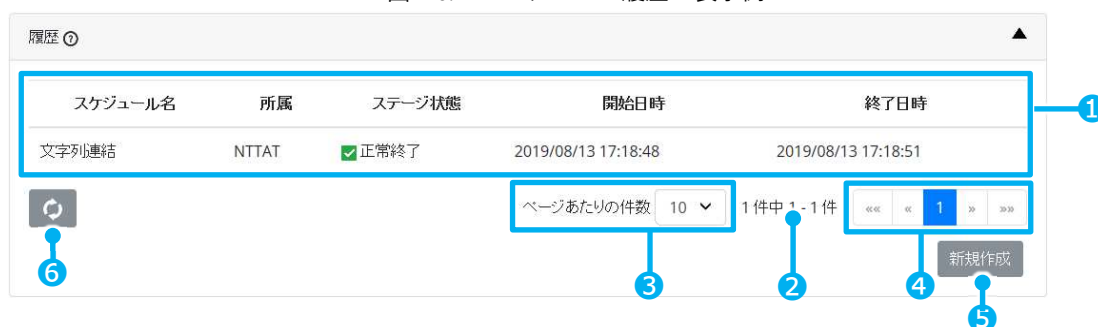 履歴 ?
スケジュール名 所属 ステージ状態 開始日時 終了日時
1
文字列連結 NTTAT 正常終了 2019/08/13 17:18:48 2019/08/13 17:18:51
ページあたりの件数 10 1 件中 1 - 1 件 «« « 1 » »»
新規作成
6
3
2
4
5